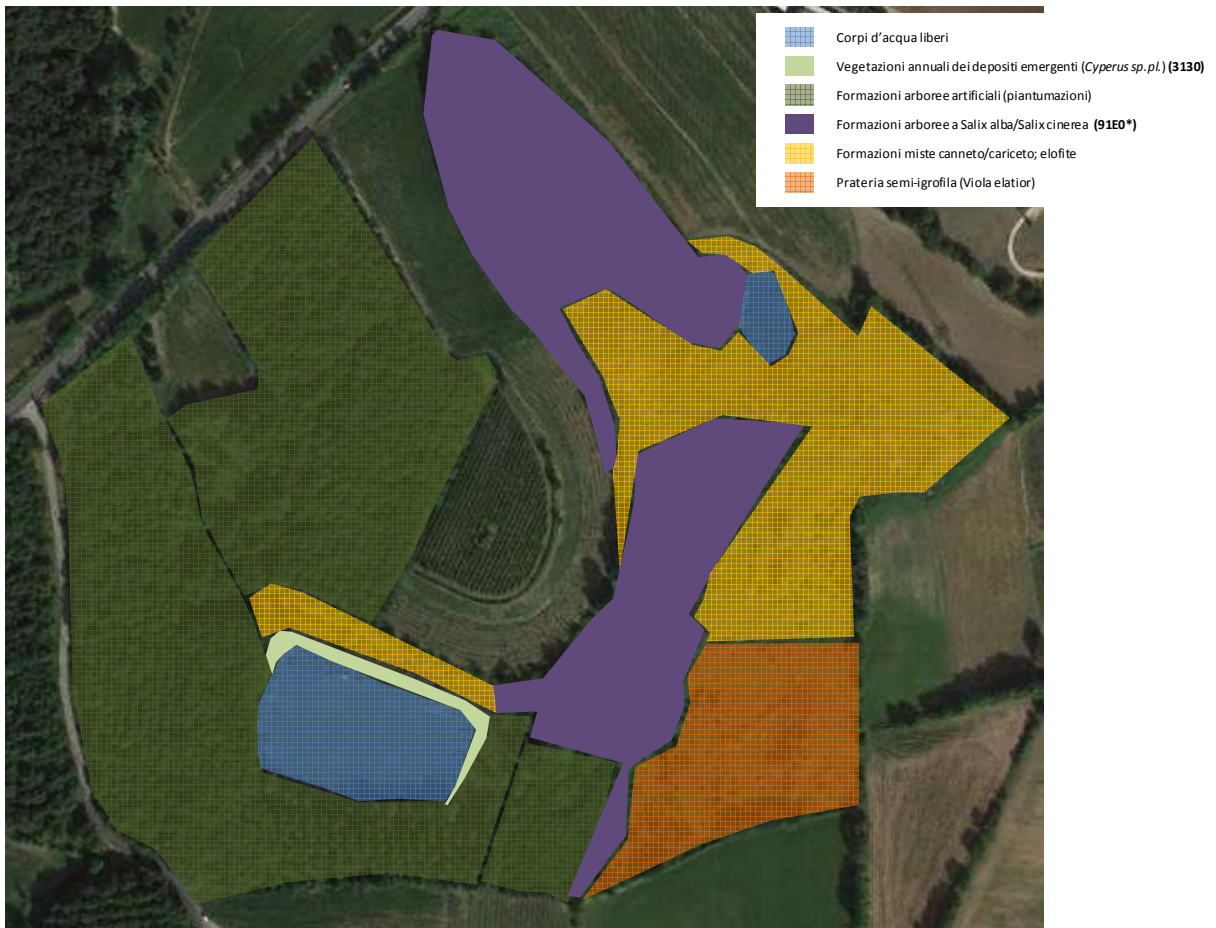 Corpi d'acqua liberi
Vegetazioni annuali dei depositi emergenti (Cyperus sp.pl.) (3130)
Formazioni arboree artificiali (piantumazioni)
Formazioni arboree a Salix alba/Salix cinerea (91E0*)
Formazioni miste canneto/cariceto; elofite
Prateria semi-igrofila (Viola elatior)